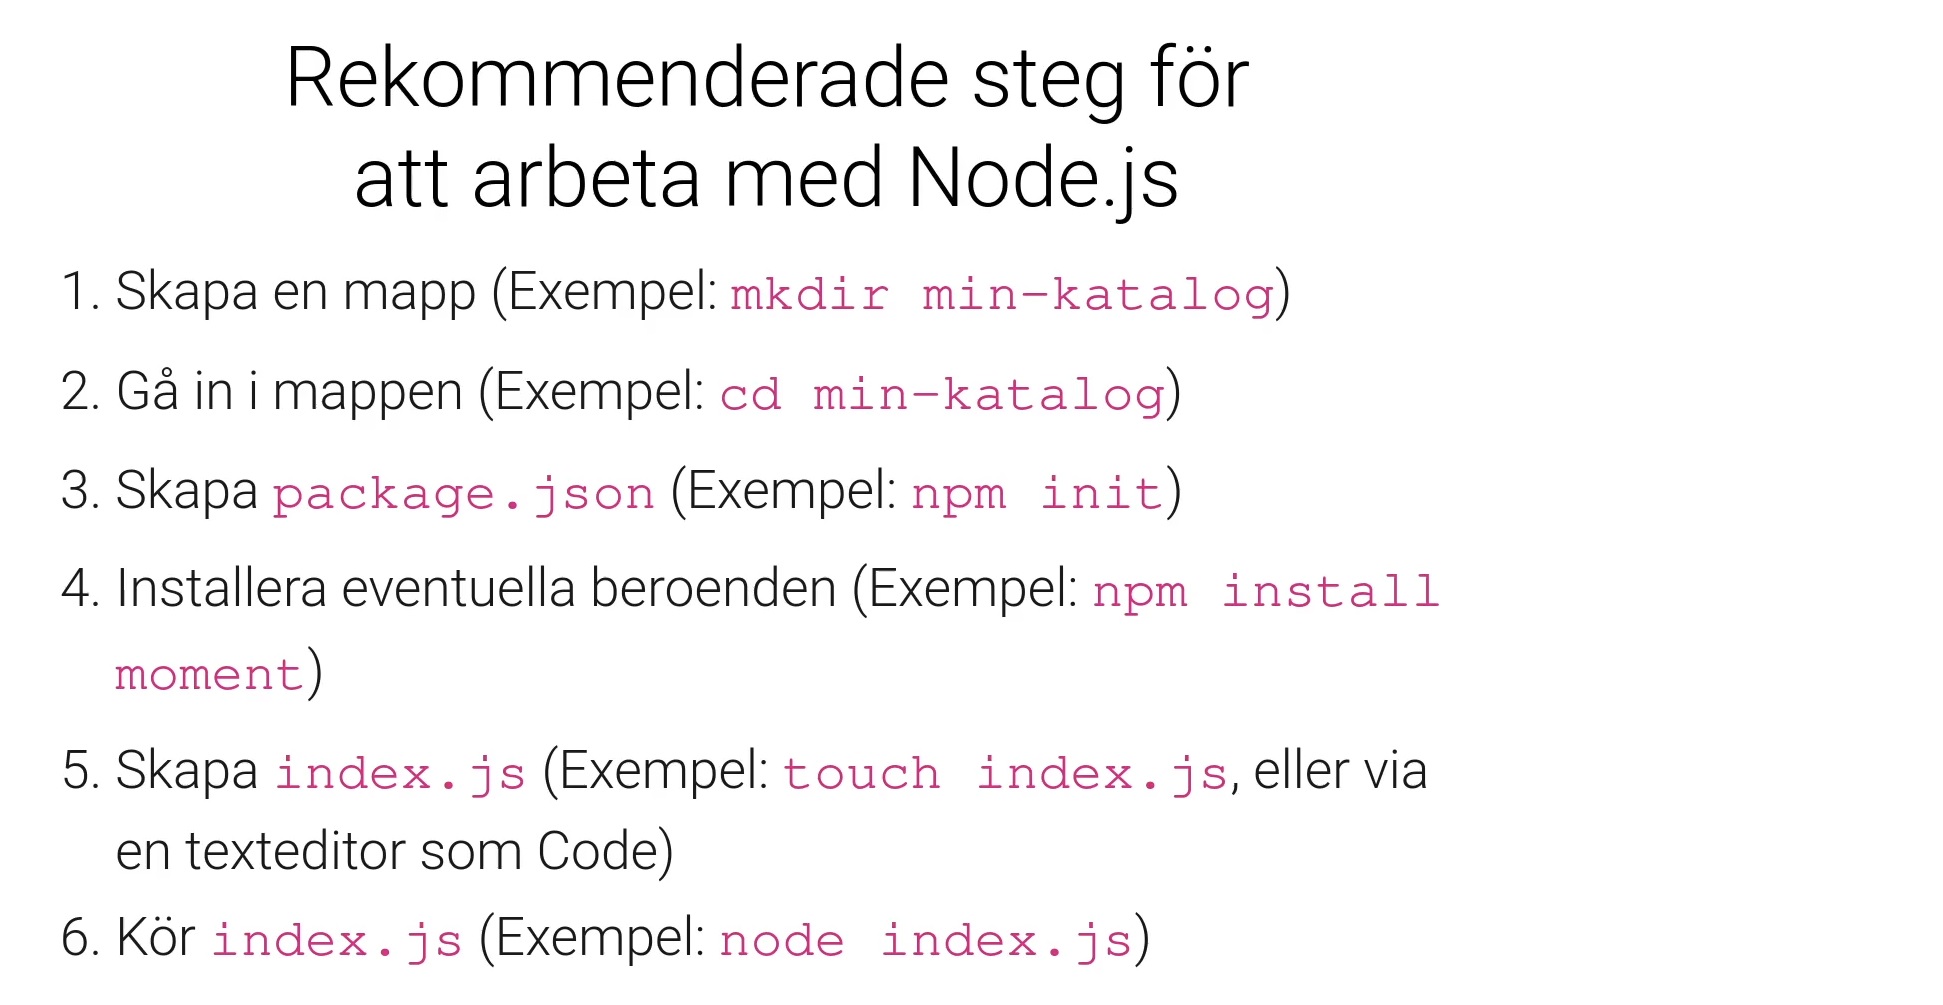 Rekommenderade steg för
att arbeta med Node.js
1. Skapa en mapp (Exempel: mkdir min-katalog)
2. Gå in i mappen (Exempel: cd min-katalog)
3. Skapa package.json (Exempel: npm init)
4. Installera eventuella beroenden (Exempel: npm install
moment)
5. Skapa index.js (Exempel: touch index.js, eller via
en texteditor som Code)
6. Kör index.js (Exempel: node index.js)